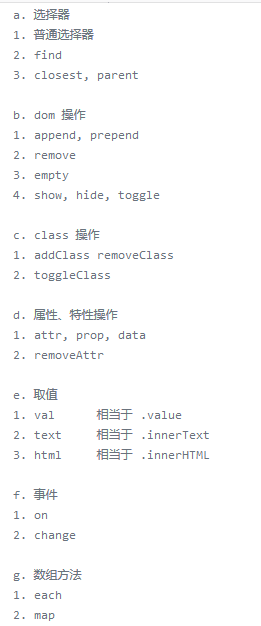 a. 选择器
1. 普通选择器
2. find
3. closest, parent
b. dom 操作
1. append, prepend
2. remove
3. empty
4. show, hide, toggle
c. class 操作
1. addClass removeClass
2. toggleClass
d. 属性、特性操作
1. attr, prop, data
2. removeAttr
e. 取值
1. val 相当于 .value
2. text 相当于 .innerText
3. html 相当于 .innerHTML
f. 事件
1. on
2. change
g. 数组方法
1. each
2. map